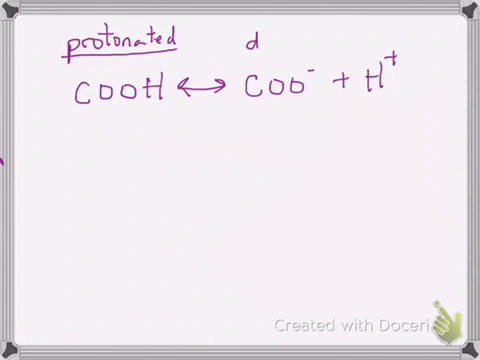 protonated d
COOH ↔ COO⁻ + H⁺
Created with Doceri